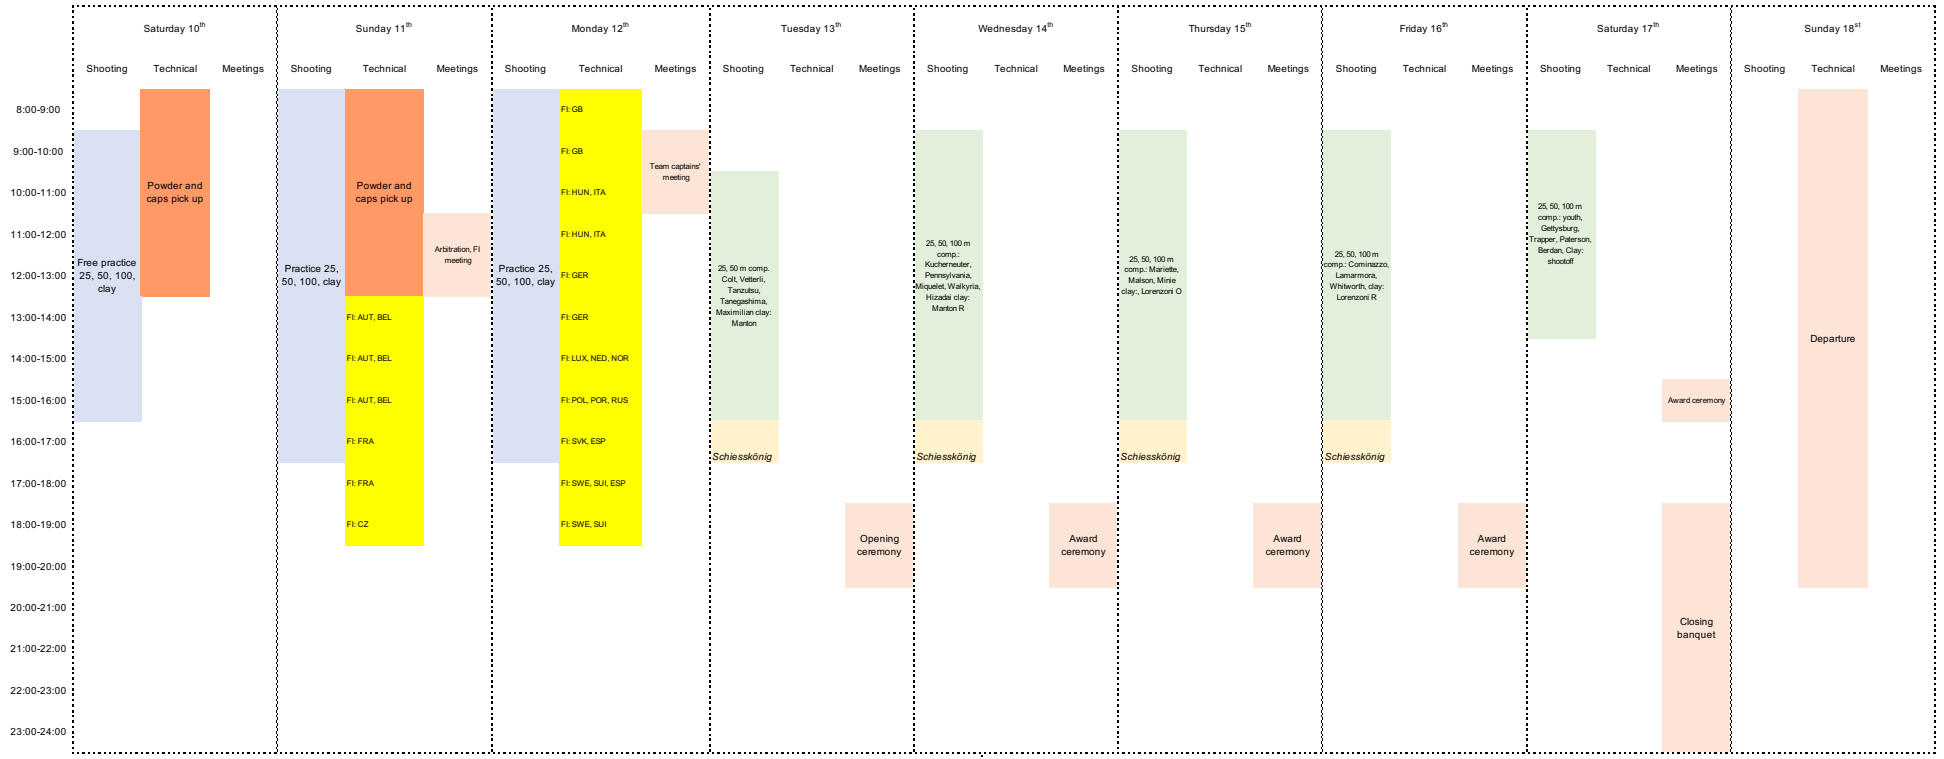 Saturday 10th Sunday 11th Monday 12th Tuesday 13th Wednesday 14th Thursday 15th Friday 16th Saturday 17th Sunday 18st
Shooting Technical Meetings Shooting Technical Meetings Shooting Technical Meetings Shooting Technical Meetings Shooting Technical Meetings Shooting Technical Meetings Shooting Technical Meetings Shooting Technical Meetings Shooting Technical Meetings
8:00-9:00
9:00-10:00
10:00-11:00
11:00-12:00
12:00-13:00
13:00-14:00
14:00-15:00
15:00-16:00
16:00-17:00
17:00-18:00
18:00-19:00
19:00-20:00
20:00-21:00
21:00-22:00
22:00-23:00
23:00-24:00
Free practice
25, 50, 100,
clay
Powder and
caps pick up
Practice 25,
50, 100, clay
Powder and
caps pick up
FI: AUT, BEL
FI: AUT, BEL
FI: AUT, BEL
FI: FRA
FI: FRA
FI: CZ
Arbitration, FI
meeting
Practice 25,
50, 100, clay
FI: GB
FI: GB
FI: HUN, ITA
FI: HUN, ITA
FI: GER
FI: GER
FI: LUX, NED, NOR
FI: POL, POR, RUS
FI: SVK, ESP
FI: SWE, SUI, ESP
FI: SWE, SUI
Team captains'
meeting
25, 50 m comp.
Colt, Vetterli,
Tanzutsu,
Tanegashima,
Maximilian clay:
Manton
Schiesskönig
Opening
ceremony
25, 50, 100 m
comp.:
Kucherneuter,
Pennsylvania,
Miquelet, Walkyria,
Hizadai clay:
Manton R
Schiesskönig
Award
ceremony
25, 50, 100 m
comp.: Mariette,
Malson, Minie
clay:, Lorenzoni O
Schiesskönig
Award
ceremony
25, 50, 100 m
comp.: Cominazzo,
Lamarmora,
Whitworth, clay:
Lorenzoni R
Schiesskönig
Award
ceremony
25, 50, 100 m
comp.: youth,
Gettysburg,
Trapper, Paterson,
Berdan, Clay:
shootoff
Award ceremony
Closing
banquet
Departure